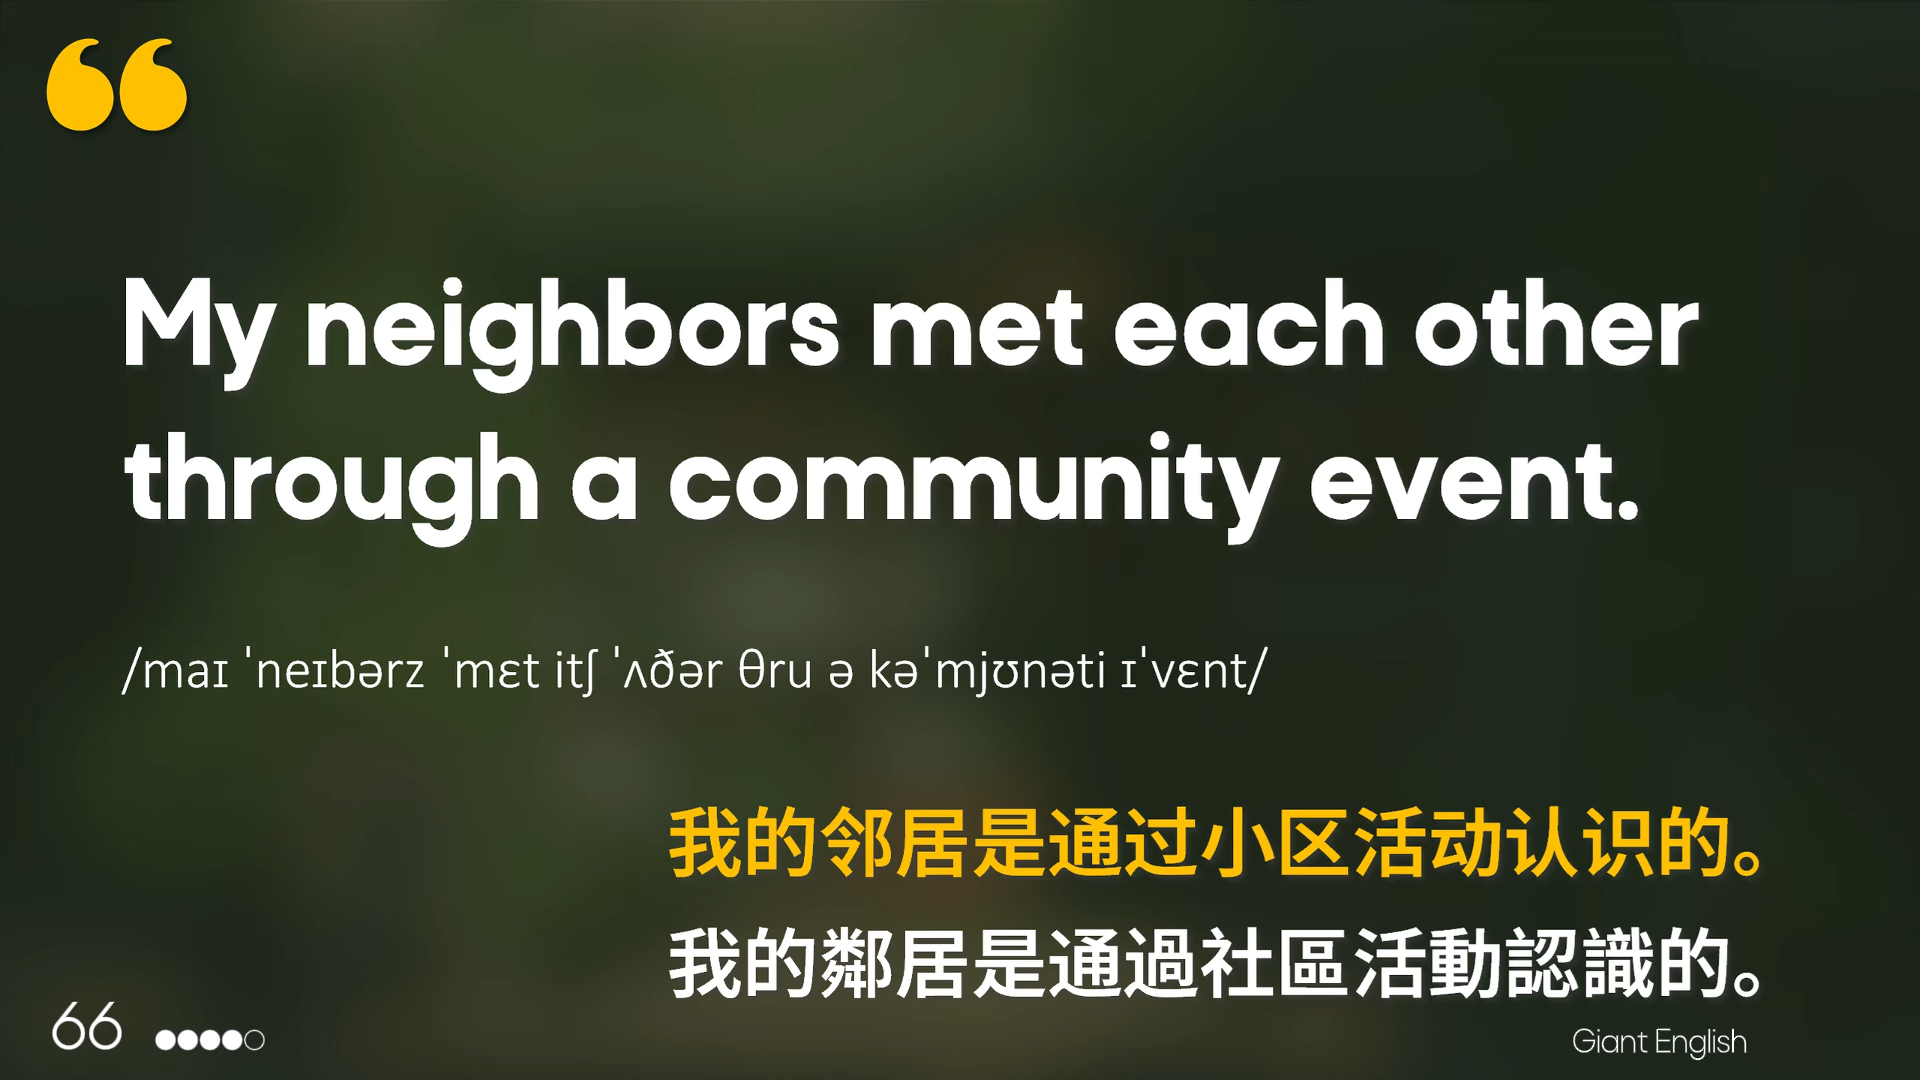 “
My neighbors met each other
through a community event.
/maɪ ˈneɪbərz ˈmɛt itʃ ˈʌðər θru ə kəˈmjʊnəti ɪˈvɛnt/
我的邻居是通过小区活动认识的。
我的鄰居是通過社區活動認識的。
66
Giant English